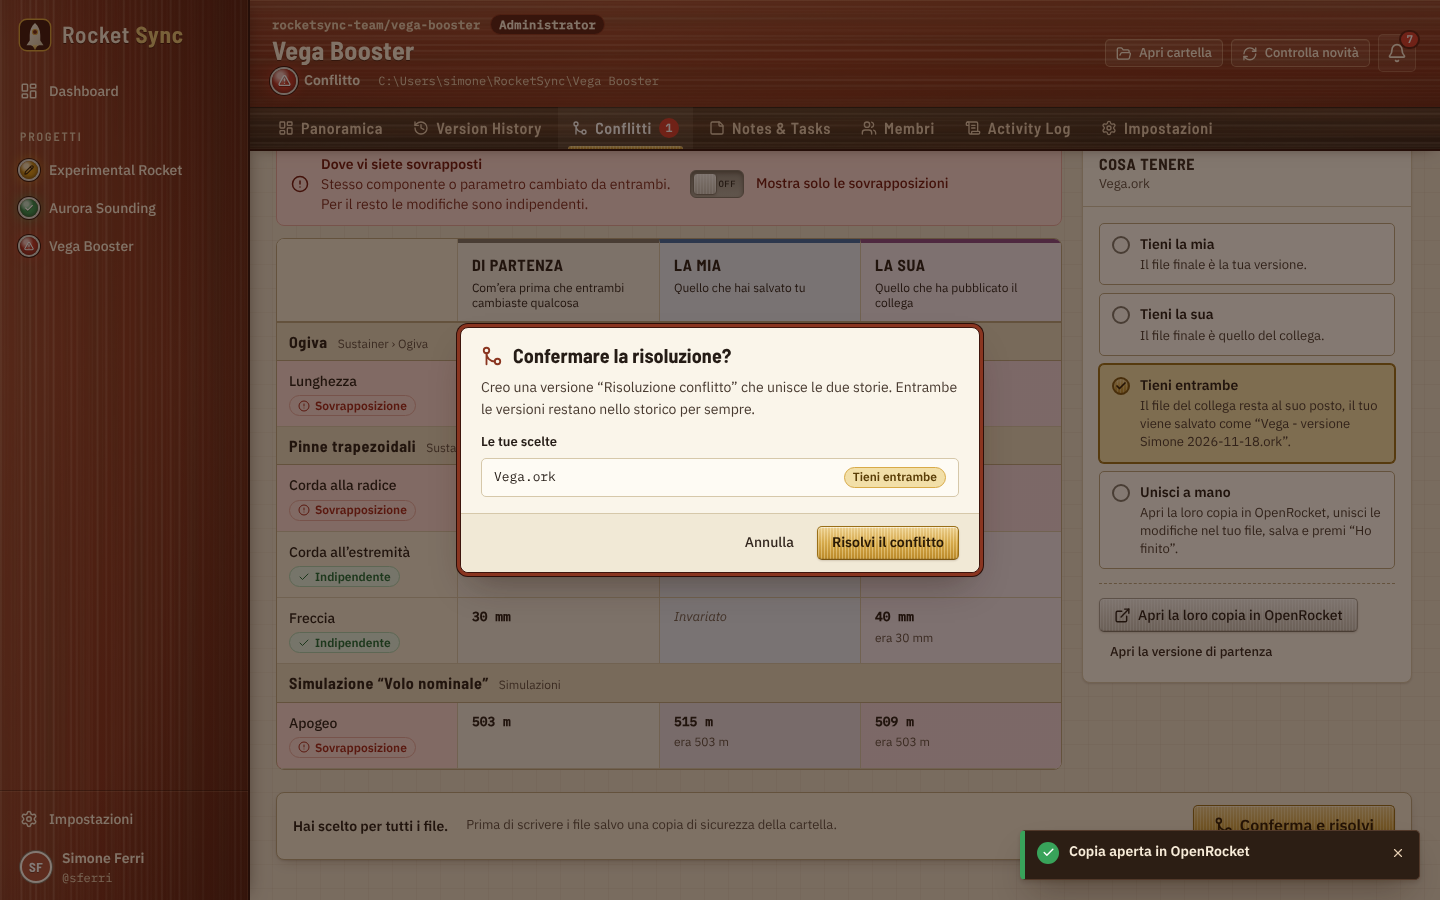 Rocket Sync
Dashboard
PROGETTI
Experimental Rocket
Aurora Sounding
Vega Booster
Impostazioni
SF
Simone Ferri
@sferri
rocketsync-team/vega-booster
Administrator
Vega Booster
Conflitto
C:\Users\simone\RocketSync\Vega Booster
Apri cartella
Controlla novità
7
Panoramica
Version History
Conflitti 1
Notes & Tasks
Membri
Activity Log
Impostazioni
Dove vi siete sovrapposti
Stesso componente o parametro cambiato da entrambi.
Per il resto le modifiche sono indipendenti.
OFF
Mostra solo le sovrapposizioni
DI PARTENZA
Com'era prima che entrambi
cambiaste qualcosa
LA MIA
Quello che hai salvato tu
LA SUA
Quello che ha pubblicato il
collega
Ogiva Sustainer › Ogiva
Lunghezza
Sovrapposizione
Pinne trapezoidali Susta
Corda alla radice
Sovrapposizione
Corda all'estremità
Indipendente
Freccia
Indipendente
30 mm
Invariato
40 mm
era 30 mm
Simulazione “Volo nominale” Simulazioni
Apogeo
Sovrapposizione
503 m
515 m
era 503 m
509 m
era 503 m
Confermare la risoluzione?
Creo una versione “Risoluzione conflitto” che unisce le due storie. Entrambe
le versioni restano nello storico per sempre.
Le tue scelte
Vega.ork
Tieni entrambe
Annulla
Risolvi il conflitto
COSA TENERE
Vega.ork
Tieni la mia
Il file finale è la tua versione.
Tieni la sua
Il file finale è quello del collega.
Tieni entrambe
Il file del collega resta al suo posto, il tuo
viene salvato come “Vega - versione
Simone 2026-11-18.ork”.
Unisci a mano
Apri la loro copia in OpenRocket, unisci le
modifiche nel tuo file, salva e premi “Ho
finito”.
Apri la loro copia in OpenRocket
Apri la versione di partenza
Hai scelto per tutti i file.
Prima di scrivere i file salvo una copia di sicurezza della cartella.
Conferma e risolvi
Copia aperta in OpenRocket